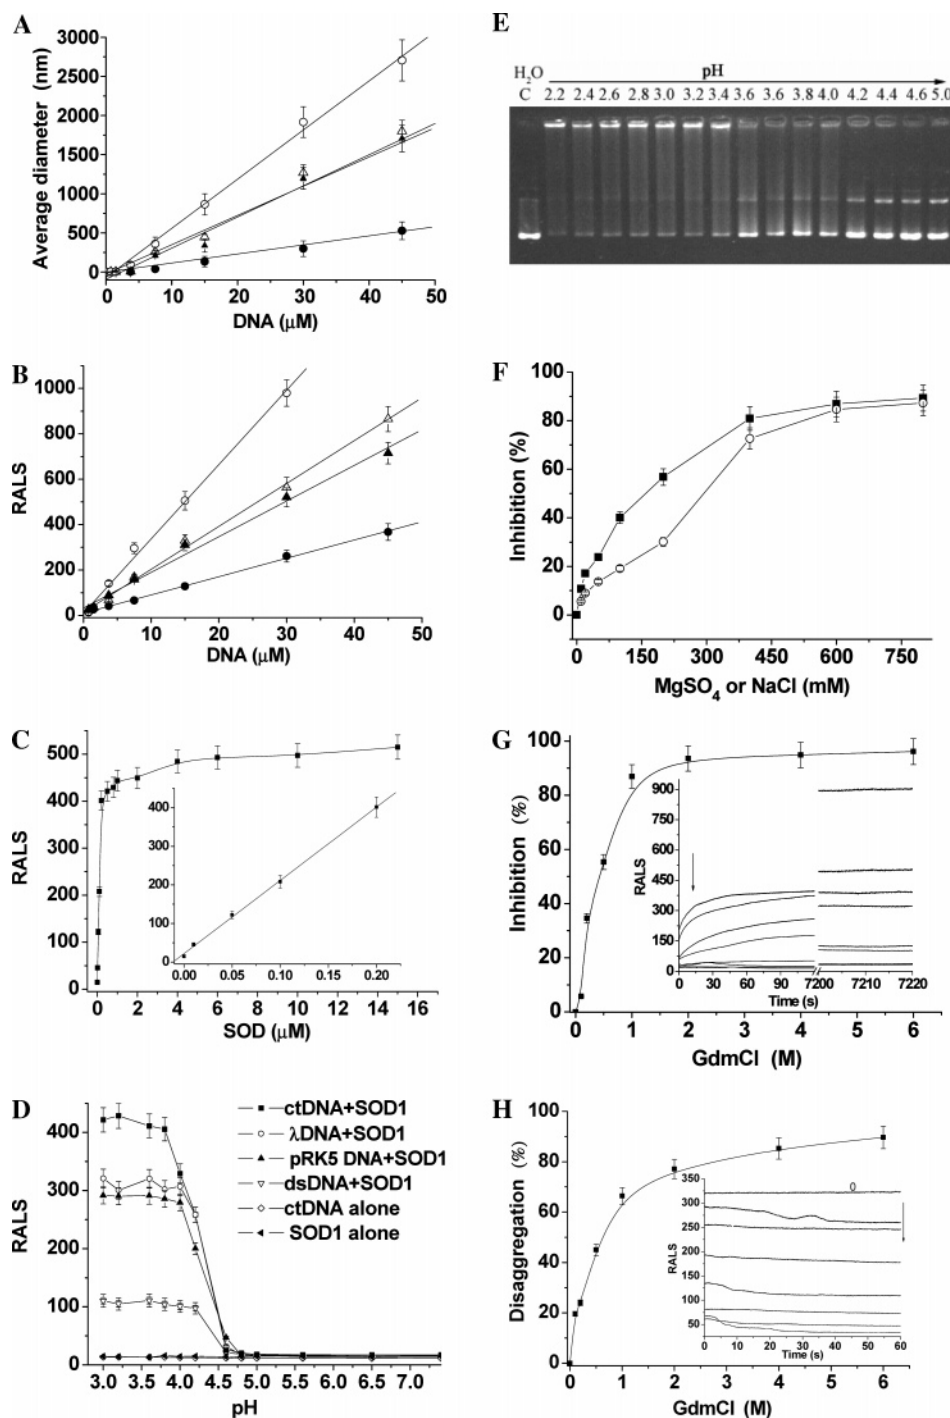 A
3000
2500
2000
1500
1000
500
0
Average diameter (nm)
0 10 20 30 40 50
DNA (μM)
E
H2O
pH
C 2.2 2.4 2.6 2.8 3.0 3.2 3.4 3.6 3.6 3.8 4.0 4.2 4.4 4.6 5.0
B
1000
800
600
400
200
0
RALS
0 10 20 30 40 50
DNA (μM)
F
100
80
60
40
20
0
Inhibition (%)
0 150 300 450 600 750
MgSO4 or NaCl (mM)
C
500
400
300
200
100
0
RALS
400
300
200
100
0
0.00 0.05 0.10 0.15 0.20
0 2 4 6 8 10 12 14 16
SOD (μM)
G
100
80
60
40
20
0
Inhibition (%)
900
750
600
450
300
150
0
RALS
0 30 60 90 7200 7210 7220
Time (s)
0 1 2 3 4 5 6
GdmCl (M)
D
400
300
200
100
0
RALS
ctDNA+SOD1
λDNA+SOD1
pRK5 DNA+SOD1
dsDNA+SOD1
ctDNA alone
SOD1 alone
3.0 3.5 4.0 4.5 5.0 5.5 6.0 6.5 7.0
pH
H
100
80
60
40
20
0
Disaggregation (%)
350
300
250
200
150
100
50
RALS
0
0 10 20 30 40 50 60
Time (s)
0 1 2 3 4 5 6
GdmCl (M)